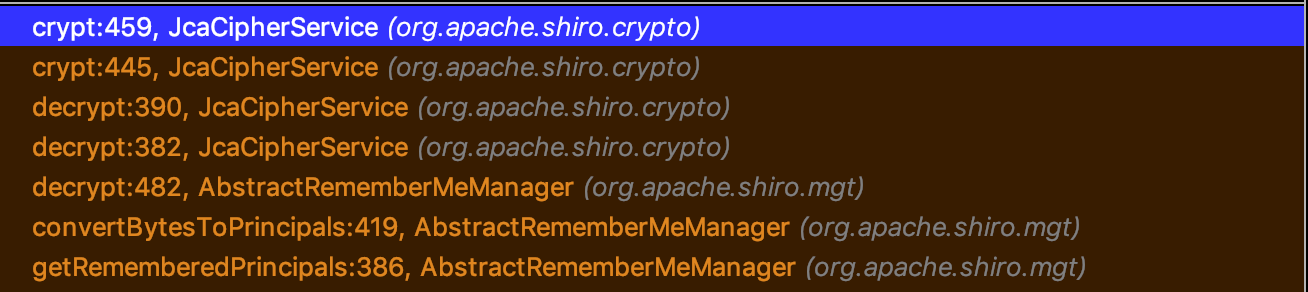 crypt:459, JcaCipherService (org.apache.shiro.crypto)
crypt:445, JcaCipherService (org.apache.shiro.crypto)
decrypt:390, JcaCipherService (org.apache.shiro.crypto)
decrypt:382, JcaCipherService (org.apache.shiro.crypto)
decrypt:482, AbstractRememberMeManager (org.apache.shiro.mgt)
convertBytesToPrincipals:419, AbstractRememberMeManager (org.apache.shiro.mgt)
getRememberedPrincipals:386, AbstractRememberMeManager (org.apache.shiro.mgt)